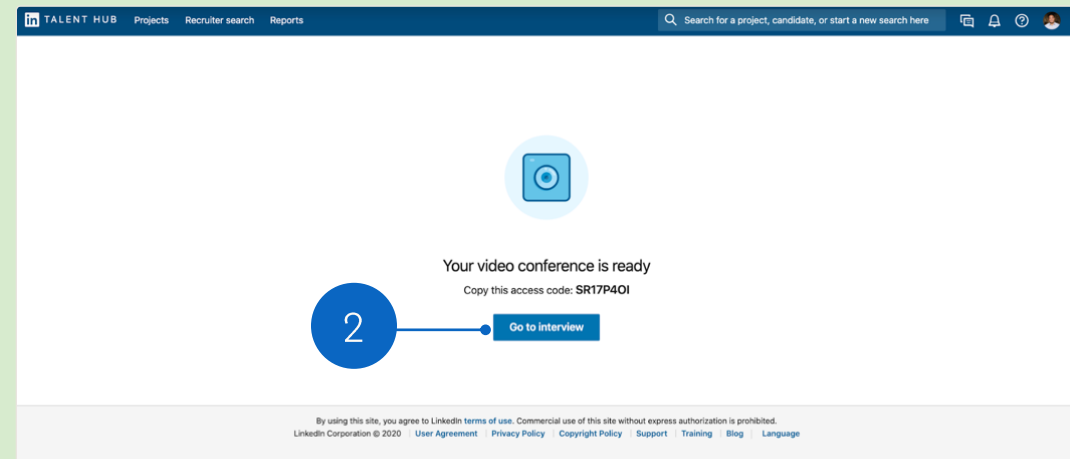 in TALENT HUB Projects Recruiter search Reports Search for a project, candidate, or start a new search here
Your video conference is ready
Copy this access code: SR17P4OI
2
Go to interview
By using this site, you agree to LinkedIn terms of use. Commercial use of this site without express authorization is prohibited.
LinkedIn Corporation © 2020 | User Agreement | Privacy Policy | Copyright Policy | Support | Training | Blog | Language